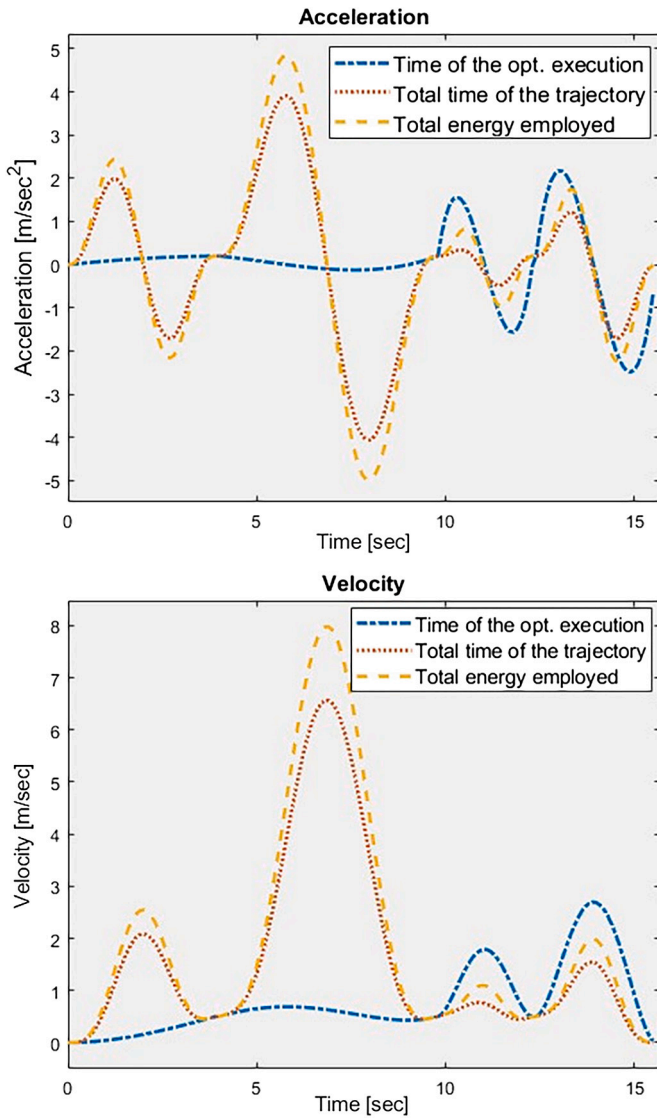 Acceleration
5
4
3
2
1
0
-1
-2
-3
-4
-5
Acceleration [m/sec²]
Time of the opt. execution
Total time of the trajectory
Total energy employed
0 5 10 15
Time [sec]
Velocity
8
7
6
5
4
3
2
1
0
Velocity [m/sec]
Time of the opt. execution
Total time of the trajectory
Total energy employed
0 5 10 15
Time [sec]